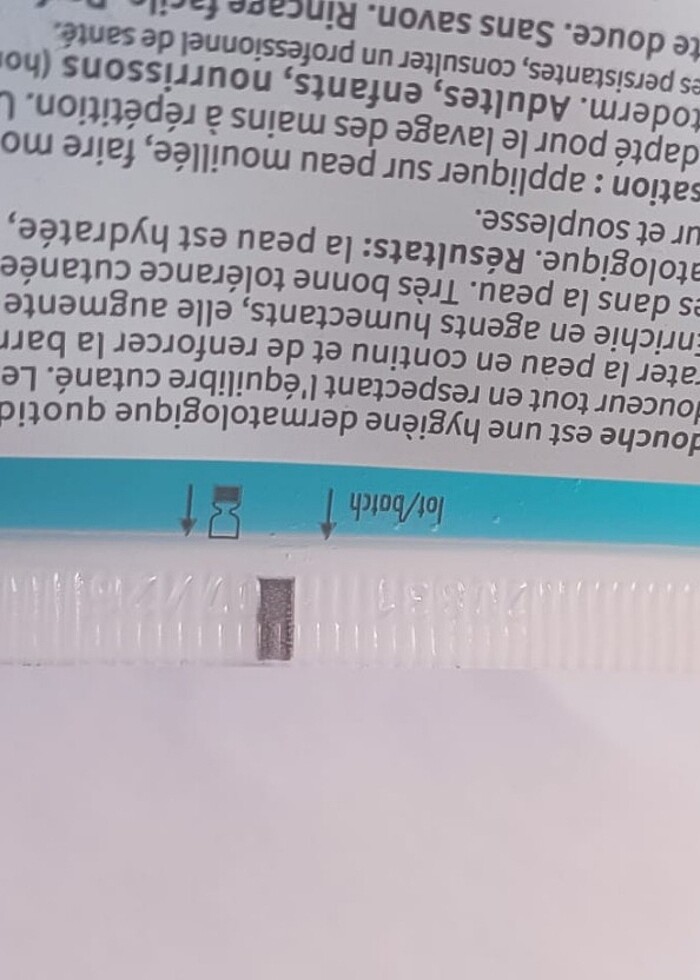 lot/batch
douche est une hygiène dermatologique quotid
douceur tout en respectant l'équilibre cutané. Le
ater la peau en continu et de renforcer la barr
Enrichie en agents humectants, elle augmente
es dans la peau. Très bonne tolérance cutanée
atologique. Résultats: la peau est hydratée,
ur et souplesse.
sation : appliquer sur peau mouillée, faire mo
dapté pour le lavage des mains à répétition. U
toderm. Adultes, enfants, nourrissons (hor
es persistantes, consulter un professionnel de santé.
te douce. Sans savon. Rinçage facile.